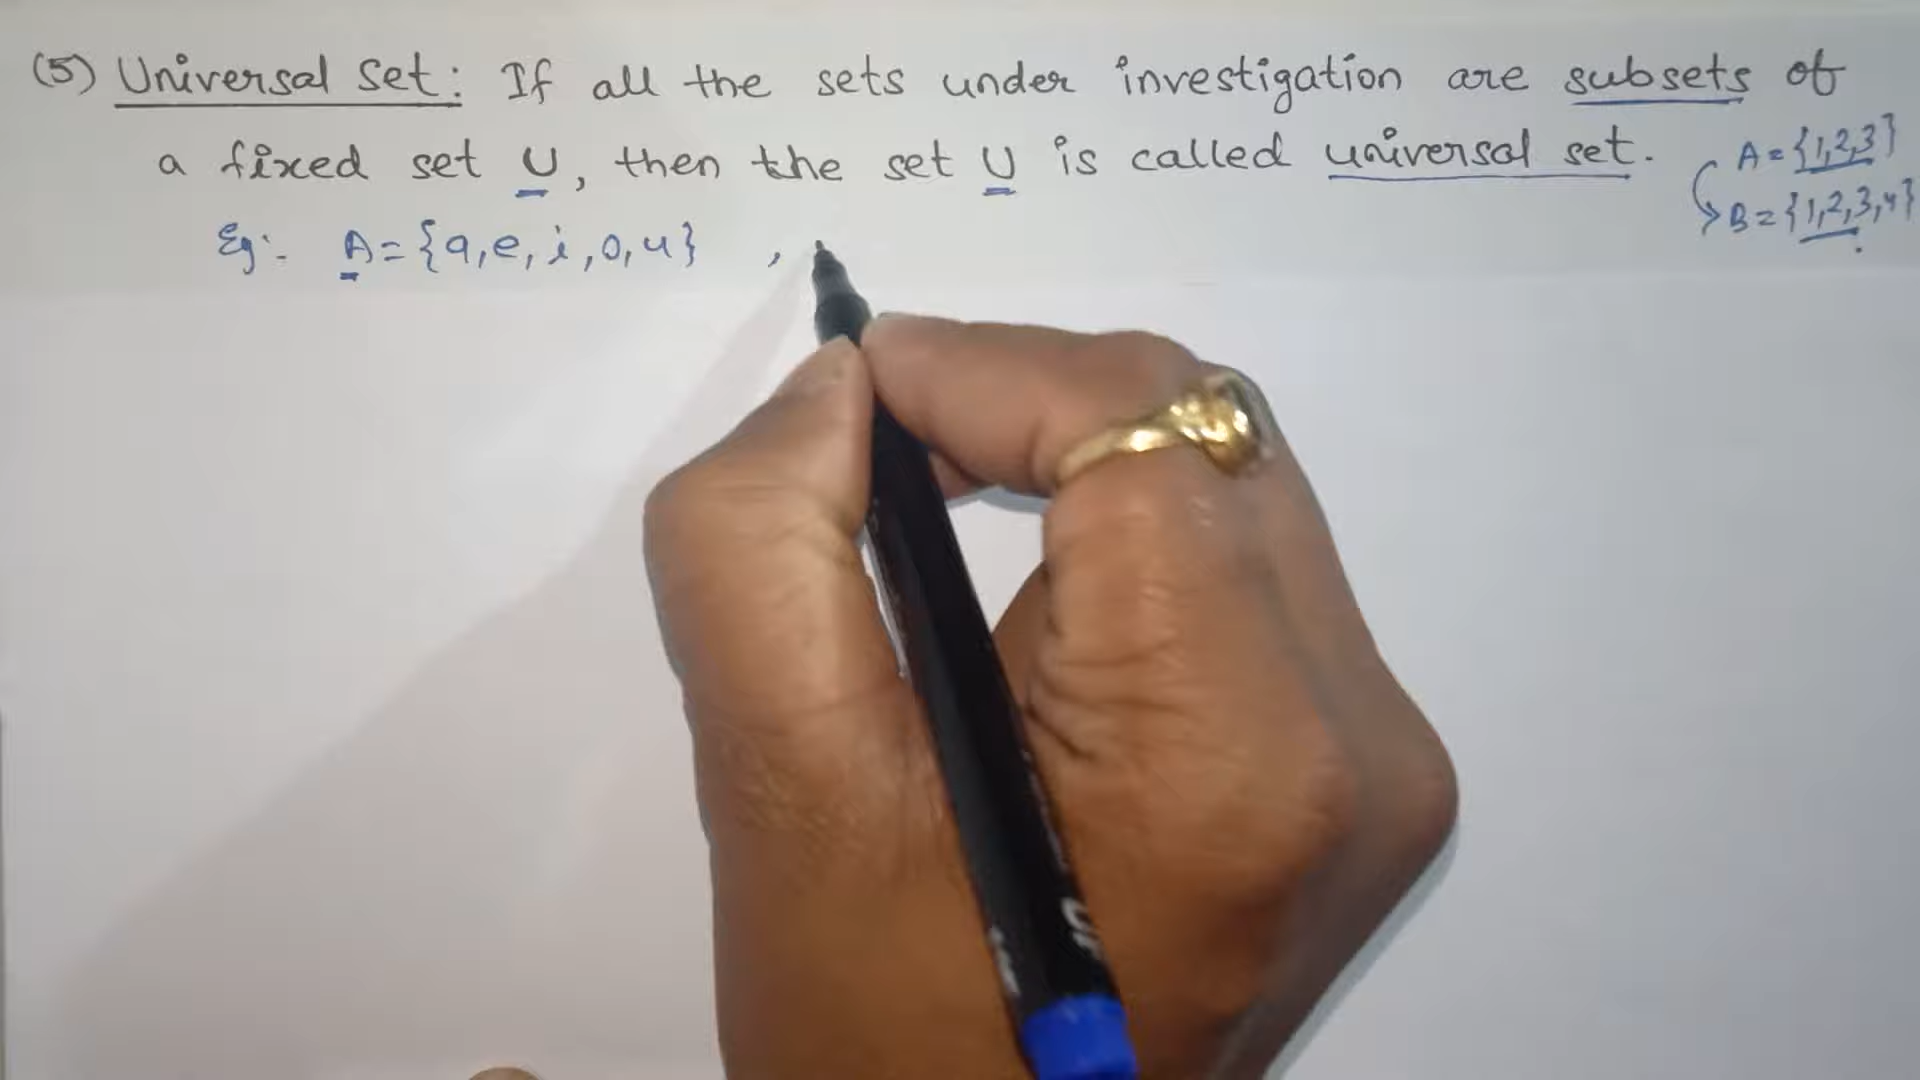 (5) Universal Set: If all the sets under investigation are subsets of
a fixed set U, then the set U is called universal set.
A = {1,2,3}
B = {1,2,3,4}
Eg:- A = {a,e,i,o,u} ,